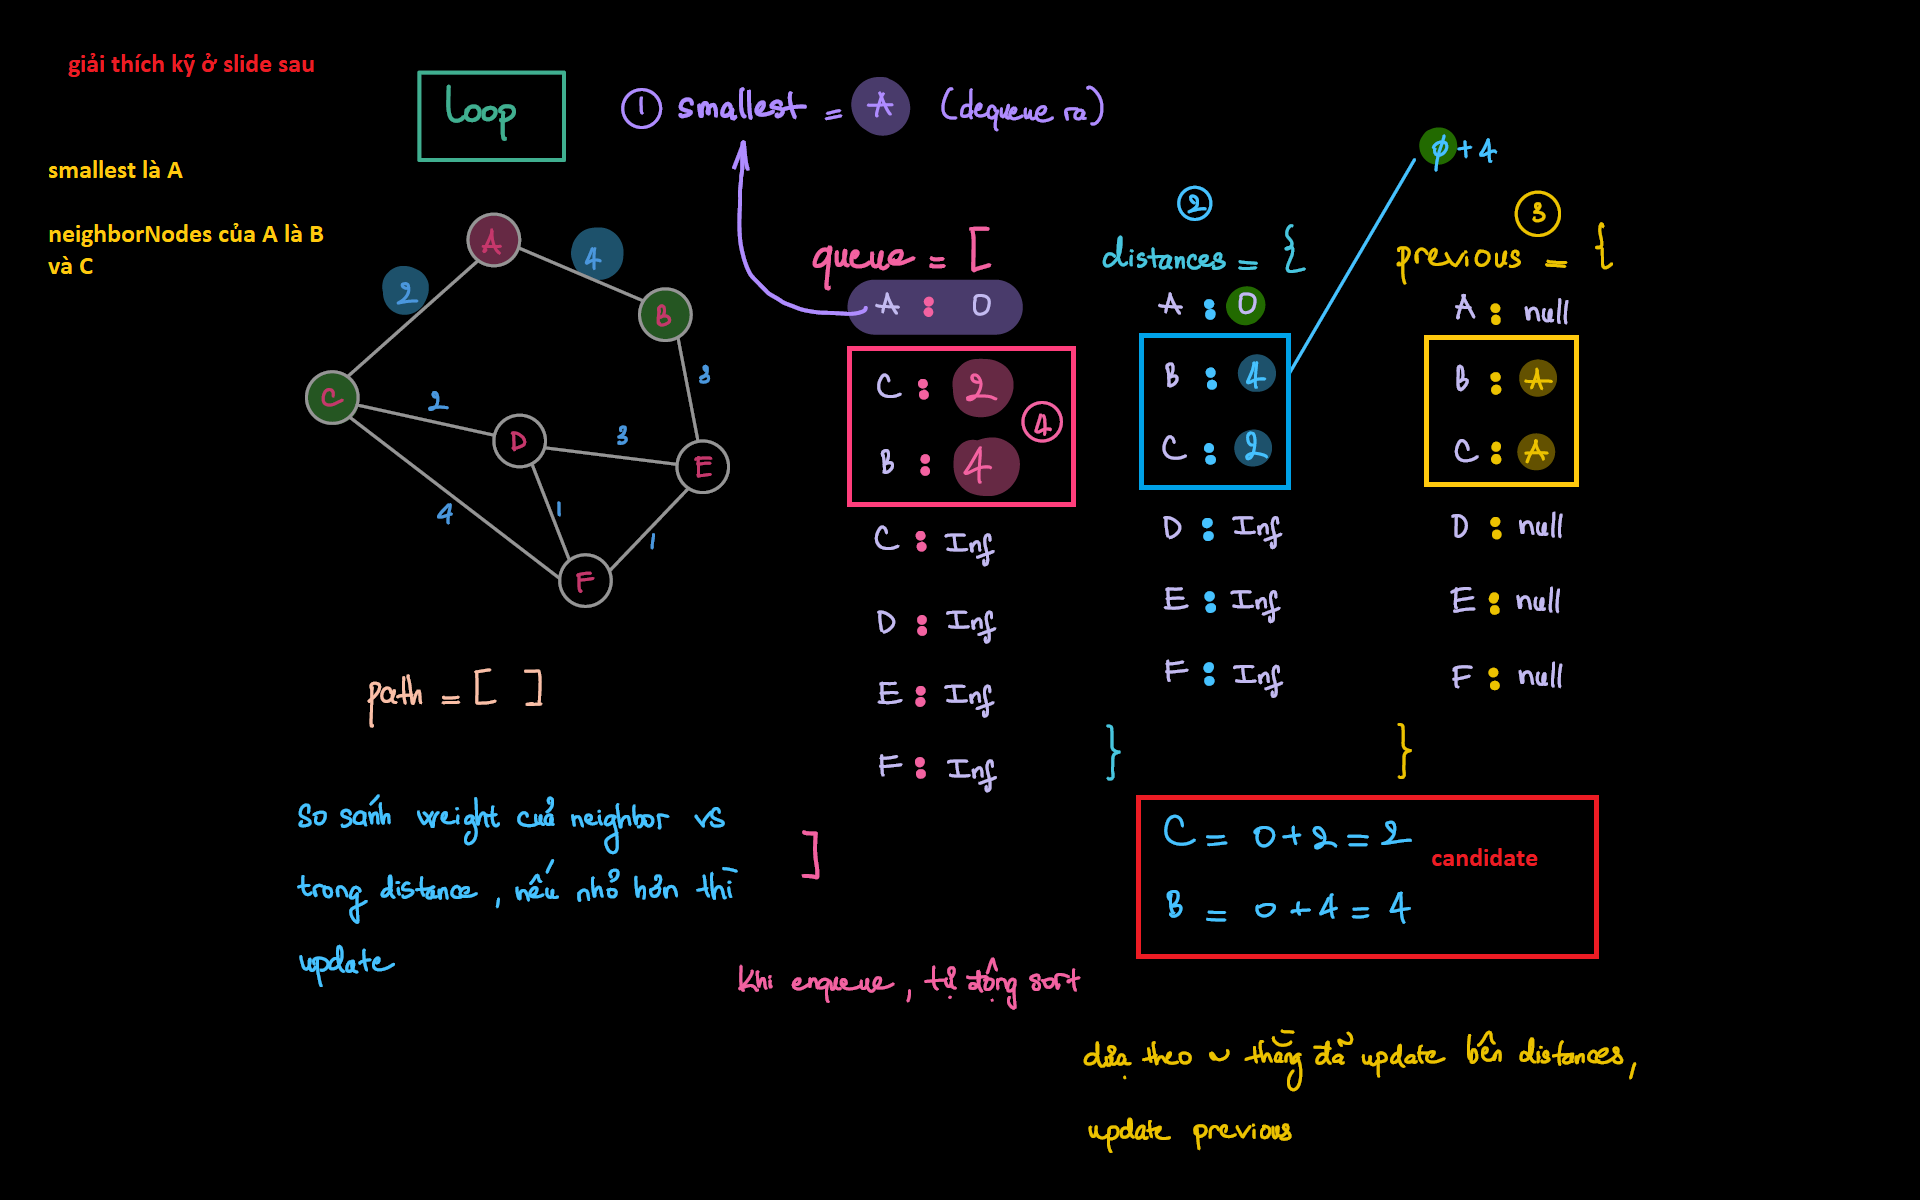 giải thích kỹ ở slide sau
Loop
① smallest = A (dequeue ra)
smallest là A
neighborNodes của A là B
và C
0 + 4
②
③
queue = [
distances = {
previous = {
A : 0
C : 2
B : 4
④
C : Inf
D : Inf
E : Inf
F : Inf
]
A : 0
B : 4
C : 2
D : Inf
E : Inf
F : Inf
}
A : null
B : A
C : A
D : null
E : null
F : null
}
A
4
2
B
C
2
3
D
3
E
4
1
1
F
path = [ ]
So sánh weight cuả neighbor vs
trong distance, nếu nhỏ hơn thì
update
C = 0 + 2 = 2
candidate
B = 0 + 4 = 4
Khi enqueue, tự động sort
dựa theo ~ thằng đã update bên distances,
update previous